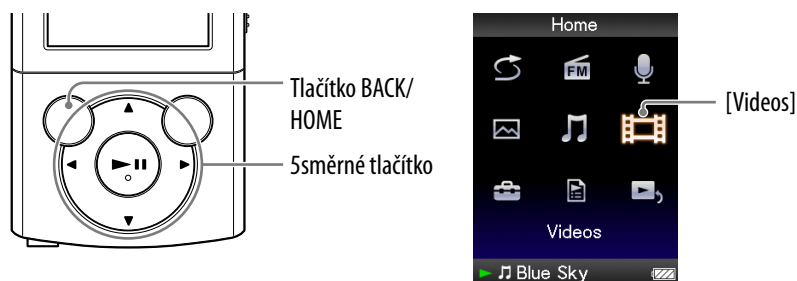 Tlačítko BACK/
HOME
5směrné tlačítko
Home
FM
[Videos]
Videos
Blue Sky